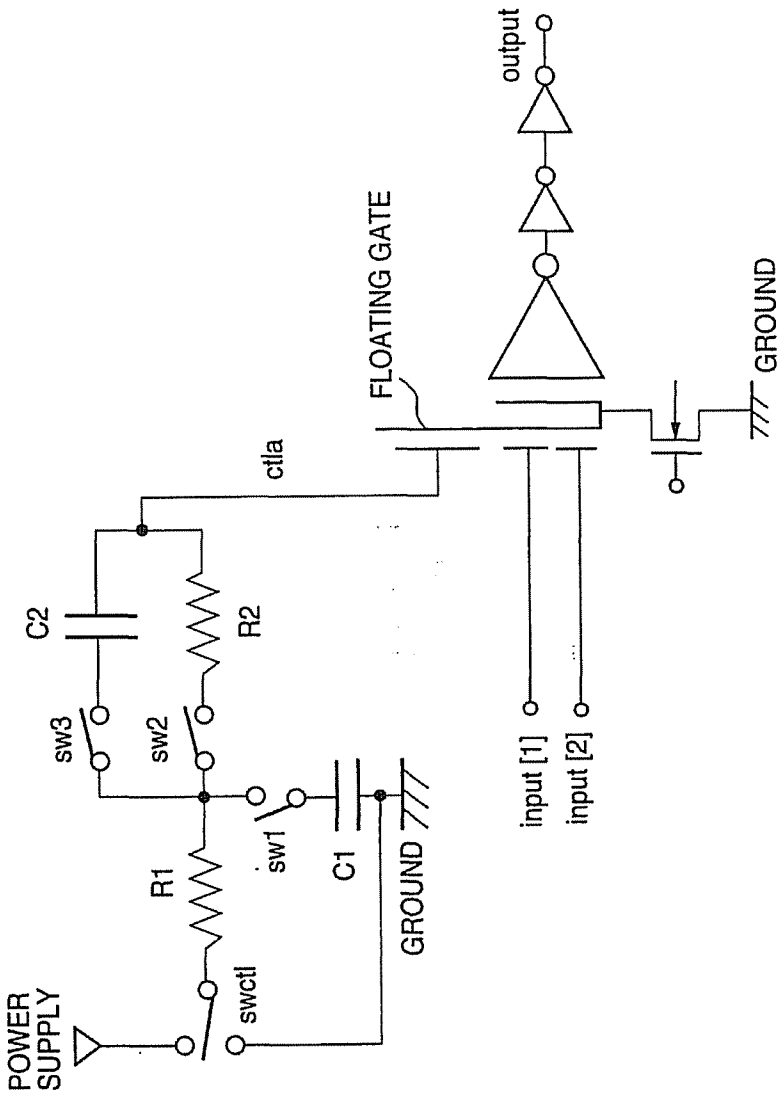 POWER
SUPPLY
swctl
R1
sw1
C1
GROUND
sw3
sw2
C2
R2
ctla
FLOATING GATE
input [1]
input [2]
GROUND
output